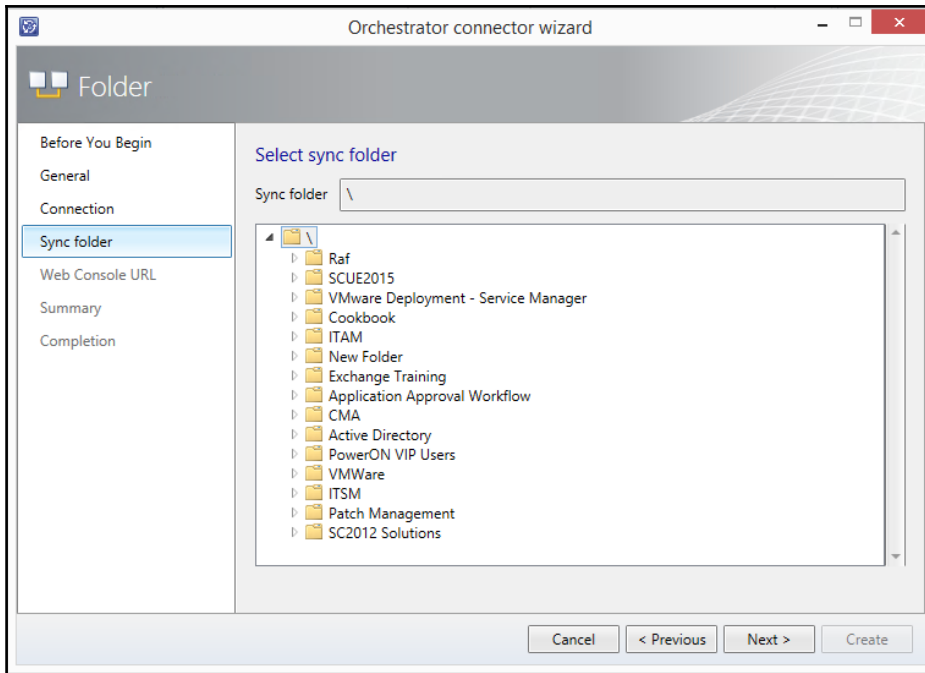 Orchestrator connector wizard
Folder
Before You Begin
General
Connection
Sync folder
Web Console URL
Summary
Completion
Select sync folder
Sync folder \
\
Raf
SCUE2015
VMware Deployment - Service Manager
Cookbook
ITAM
New Folder
Exchange Training
Application Approval Workflow
CMA
Active Directory
PowerON VIP Users
VMWare
ITSM
Patch Management
SC2012 Solutions
Cancel < Previous Next > Create